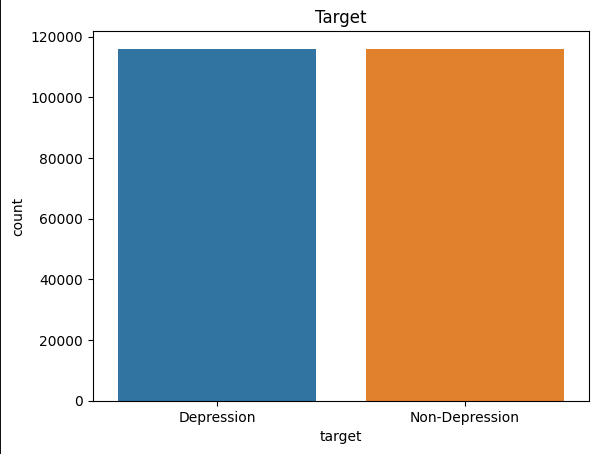 Target
120000
100000
80000
60000
40000
20000
0
count
Depression
Non-Depression
target